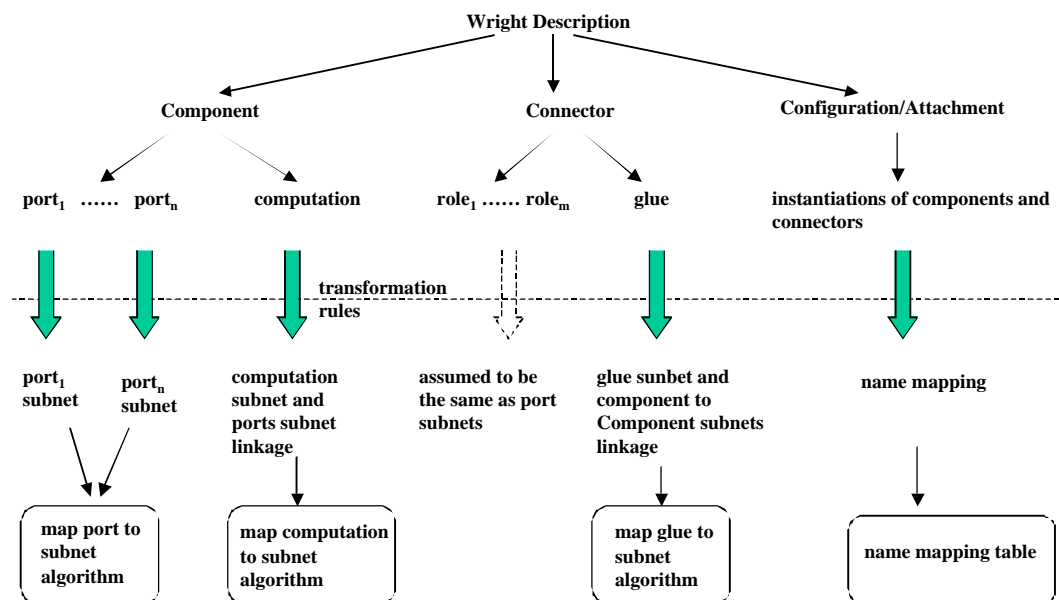 Wright Description
Component
Connector
Configuration/Attachment
port₁ …… portₙ
computation
role₁ …… roleₘ
glue
instantiations of components and
connectors
transformation
rules
port₁
subnet
portₙ
subnet
computation
subnet and
ports subnet
linkage
assumed to be
the same as port
subnets
glue sunbet and
component to
Component subnets
linkage
name mapping
map port to
subnet
algorithm
map computation
to subnet
algorithm
map glue to
subnet
algorithm
name mapping table